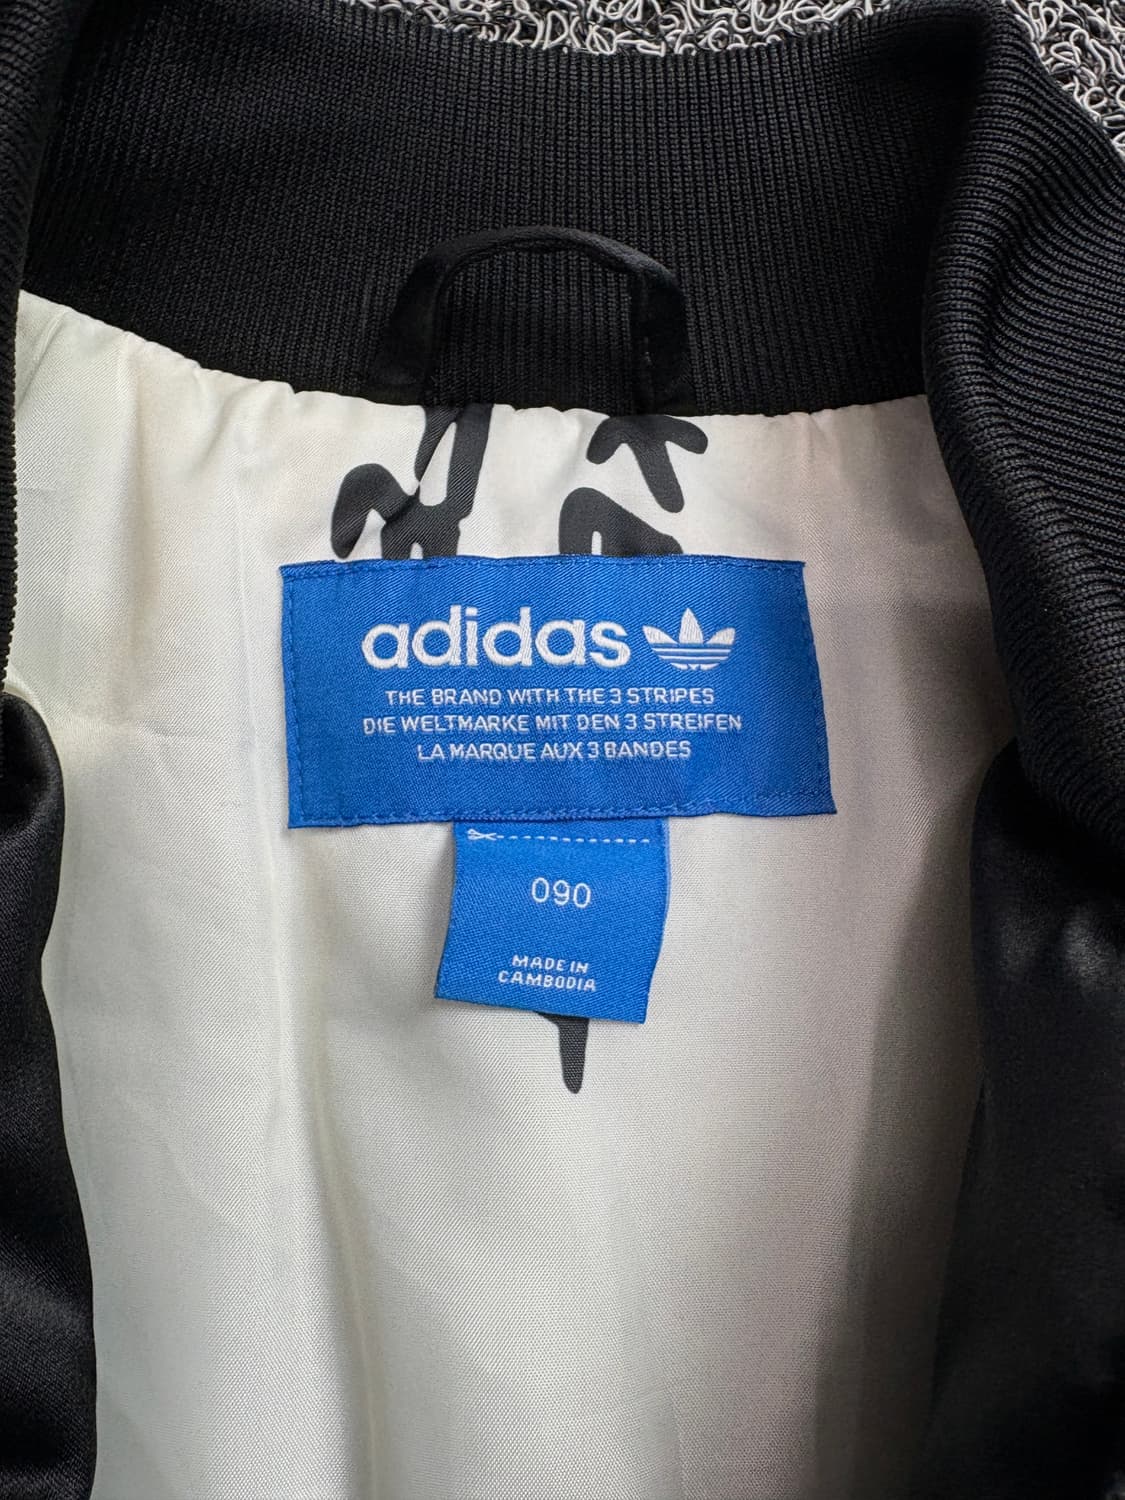 adidas
THE BRAND WITH THE 3 STRIPES
DIE WELTMARKE MIT DEN 3 STREIFEN
LA MARQUE AUX 3 BANDES
090
MADE IN
CAMBODIA